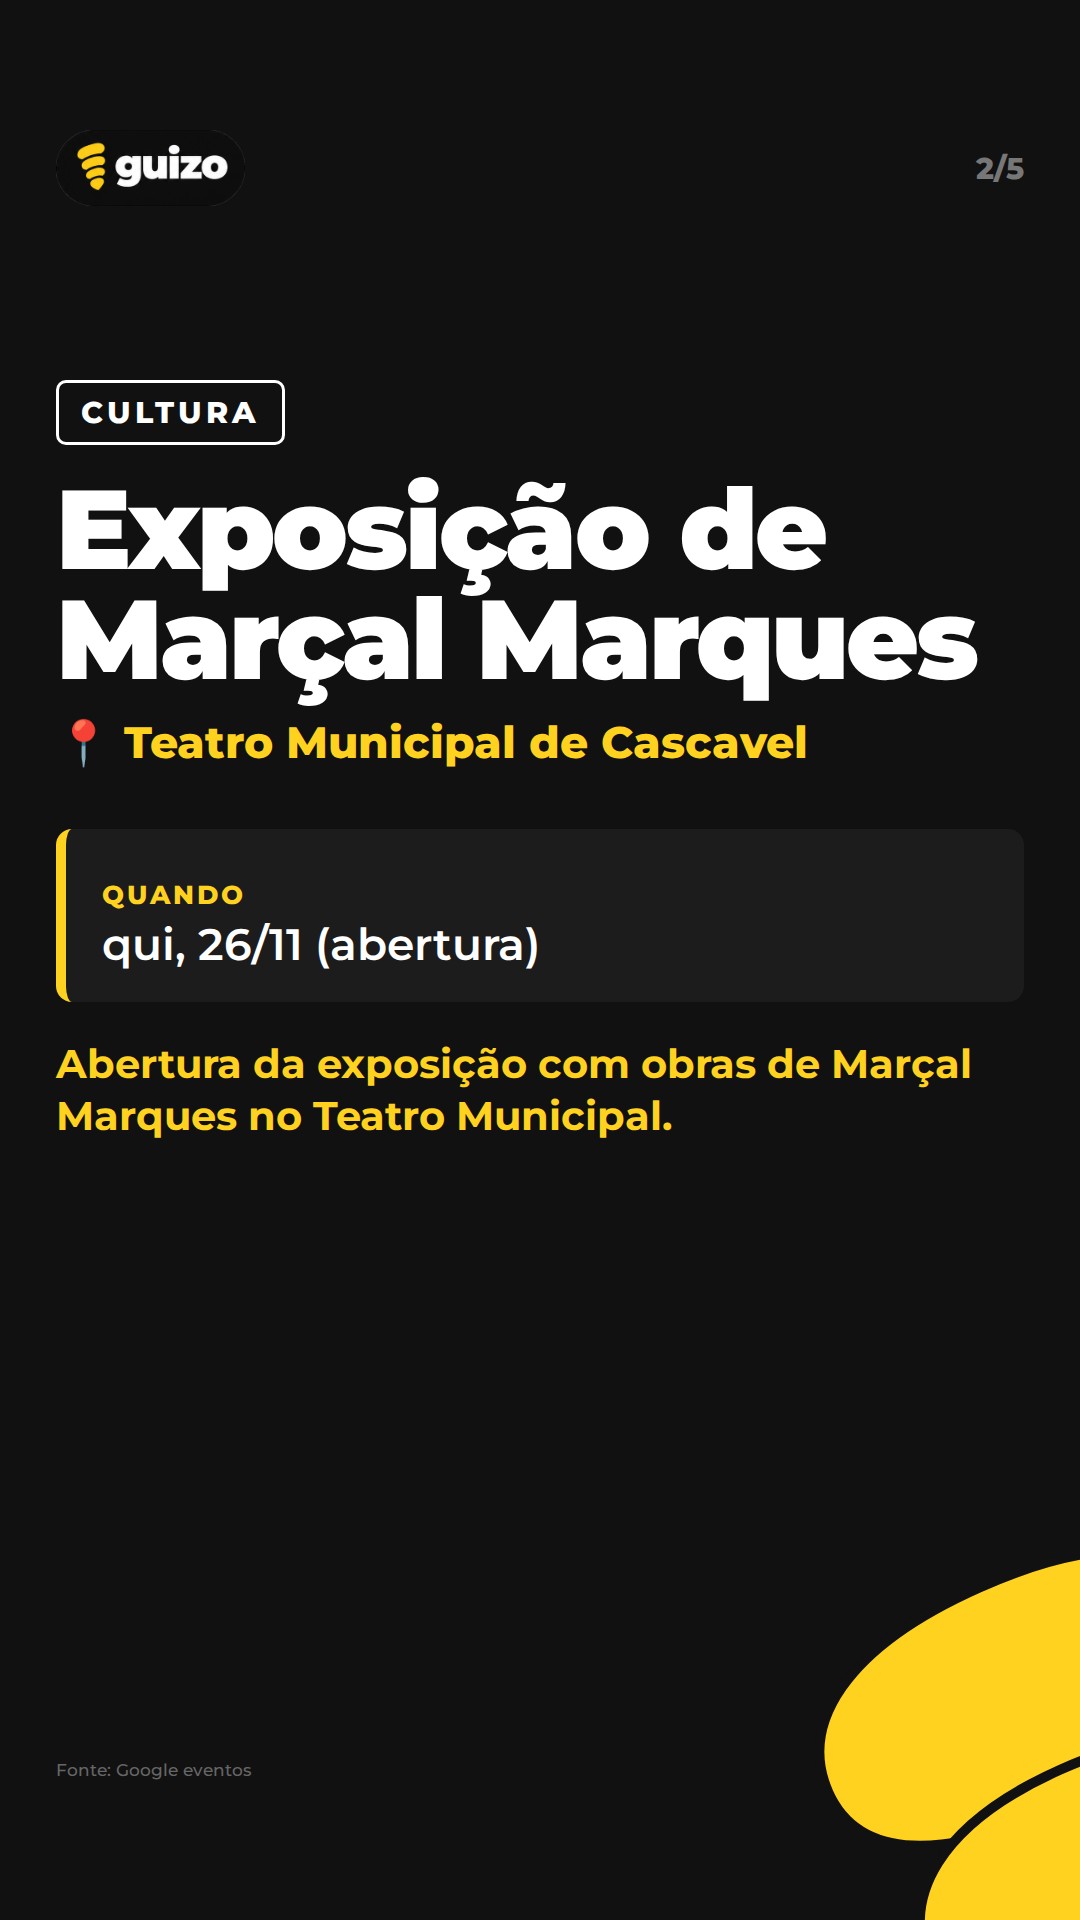 guizo
2/5
CULTURA
Exposição de
Marçal Marques
📍 Teatro Municipal de Cascavel
QUANDO
qui, 26/11 (abertura)
Abertura da exposição com obras de Marçal
Marques no Teatro Municipal.
Fonte: Google eventos